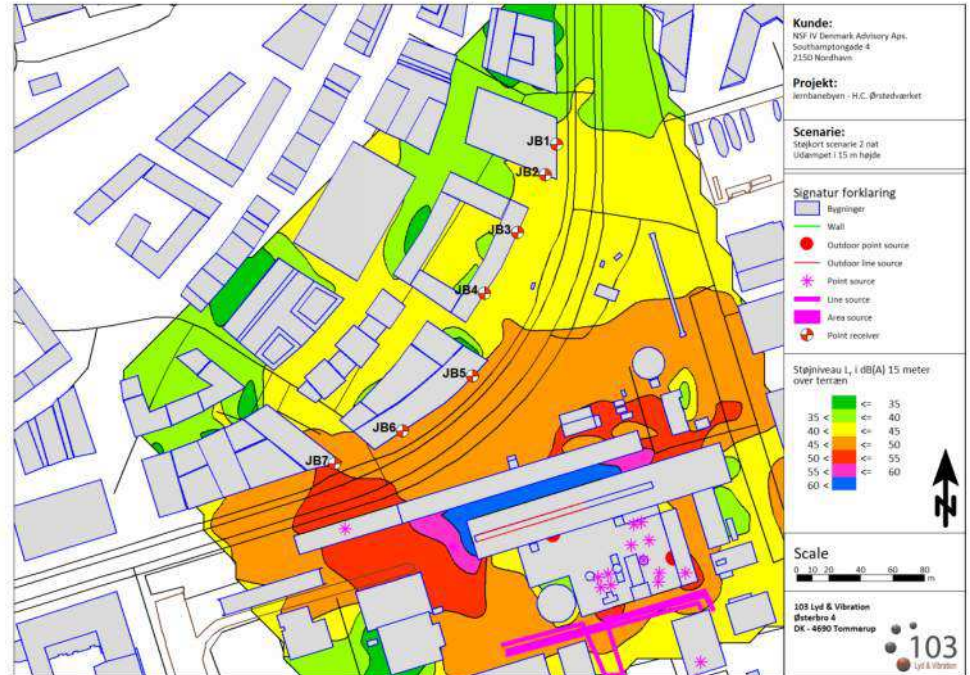 JB1
JB2
JB3
JB4
JB5
JB6
JB7
Kunde:
NSF IV Denmark Advisory Aps.
Southamptongade 4
2150 Nordhavn
Projekt:
Jernbanebyen - H.C. Ørstedværket
Scenarie:
Støjkort scenarie 2 nat
Udæmpet i 15 m højde
Signatur forklaring
Bygninger
Wall
Outdoor point source
Outdoor line source
Point source
Line source
Area source
Point receiver
Støjniveau Lr i dB(A) 15 meter
over terræn
<= 35
35 < <= 40
40 < <= 45
45 < <= 50
50 < <= 55
55 < <= 60
60 <
N
Scale
0 10 20 40 60 80
m
103 Lyd & Vibration
Østerbro 4
DK - 4690 Tommarup
103
Lyd & Vibration